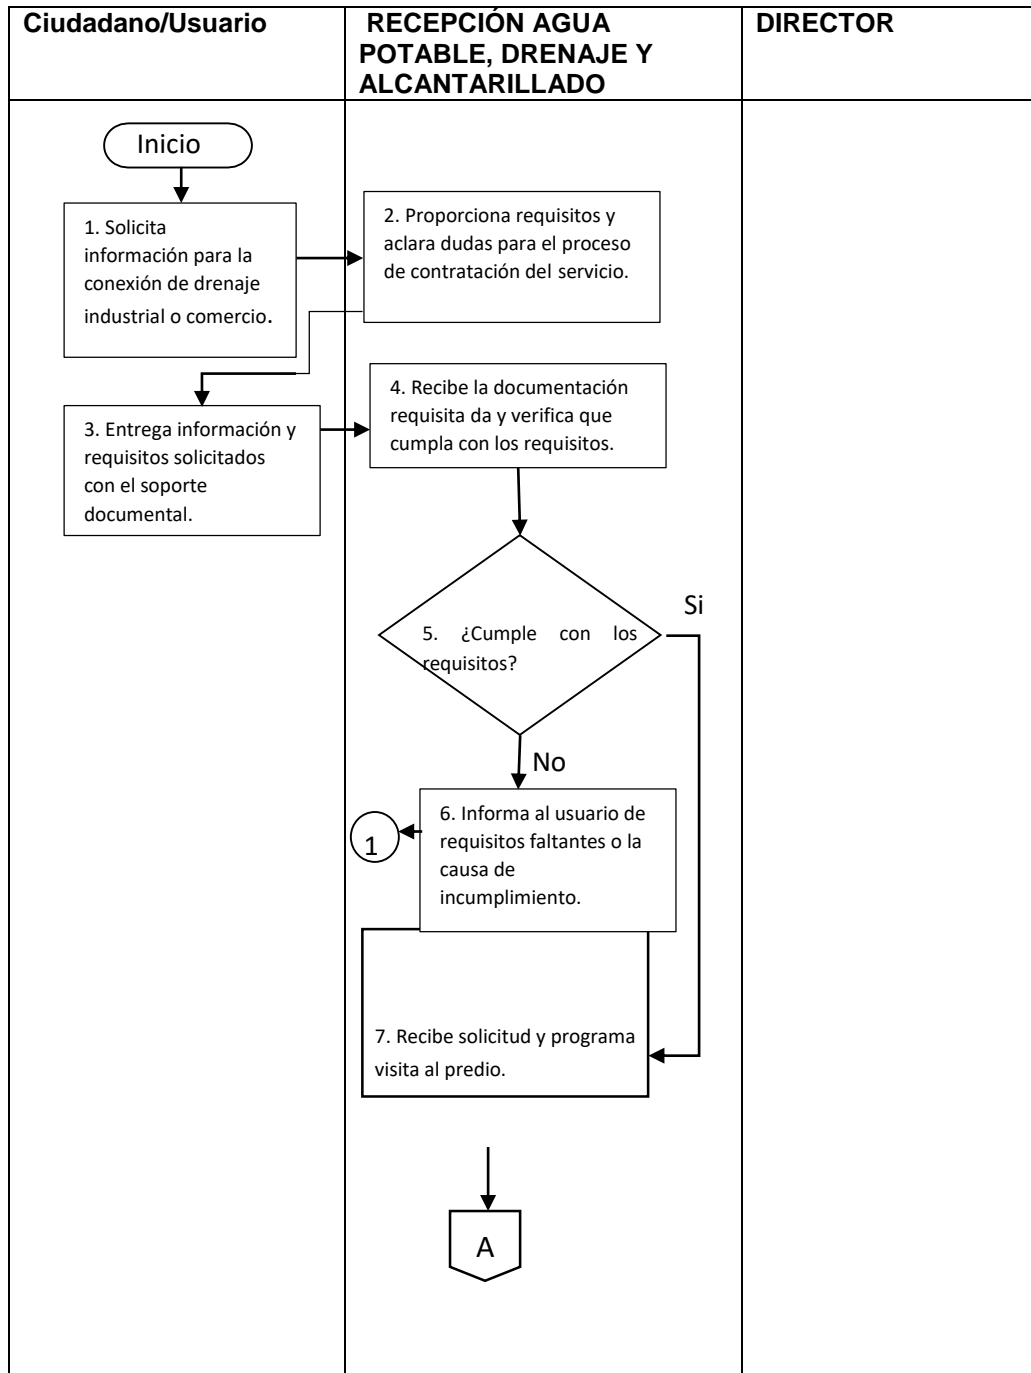 Ciudadano/Usuario
RECEPCIÓN AGUA
POTABLE, DRENAJE Y
ALCANTARILLADO
DIRECTOR
Inicio
1. Solicita
información para la
conexión de drenaje
industrial o comercio.
2. Proporciona requisitos y
aclara dudas para el proceso
de contratación del servicio.
3. Entrega información y
requisitos solicitados
con el soporte
documental.
4. Recibe la documentación
requisita da y verifica que
cumpla con los requisitos.
5. ¿Cumple con los
requisitos?
Si
No
6. Informa al usuario de
requisitos faltantes o la
causa de
incumplimiento.
1
7. Recibe solicitud y programa
visita al predio.
A